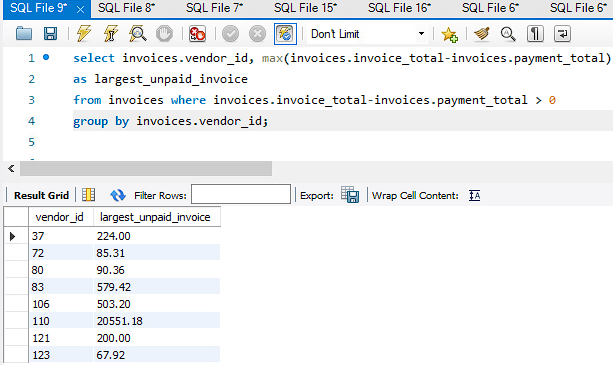 SQL File 9* SQL File 8* SQL File 7* SQL File 15* SQL File 16* SQL File 6* SQL File 6*
Don't Limit
1 select invoices.vendor_id, max(invoices.invoice_total-invoices.payment_total)
2 as largest_unpaid_invoice
3 from invoices where invoices.invoice_total-invoices.payment_total > 0
4 group by invoices.vendor_id;
5
Result Grid Filter Rows: Export: Wrap Cell Content:
vendor_id largest_unpaid_invoice
37 224.00
72 85.31
80 90.36
83 579.42
106 503.20
110 20551.18
121 200.00
123 67.92